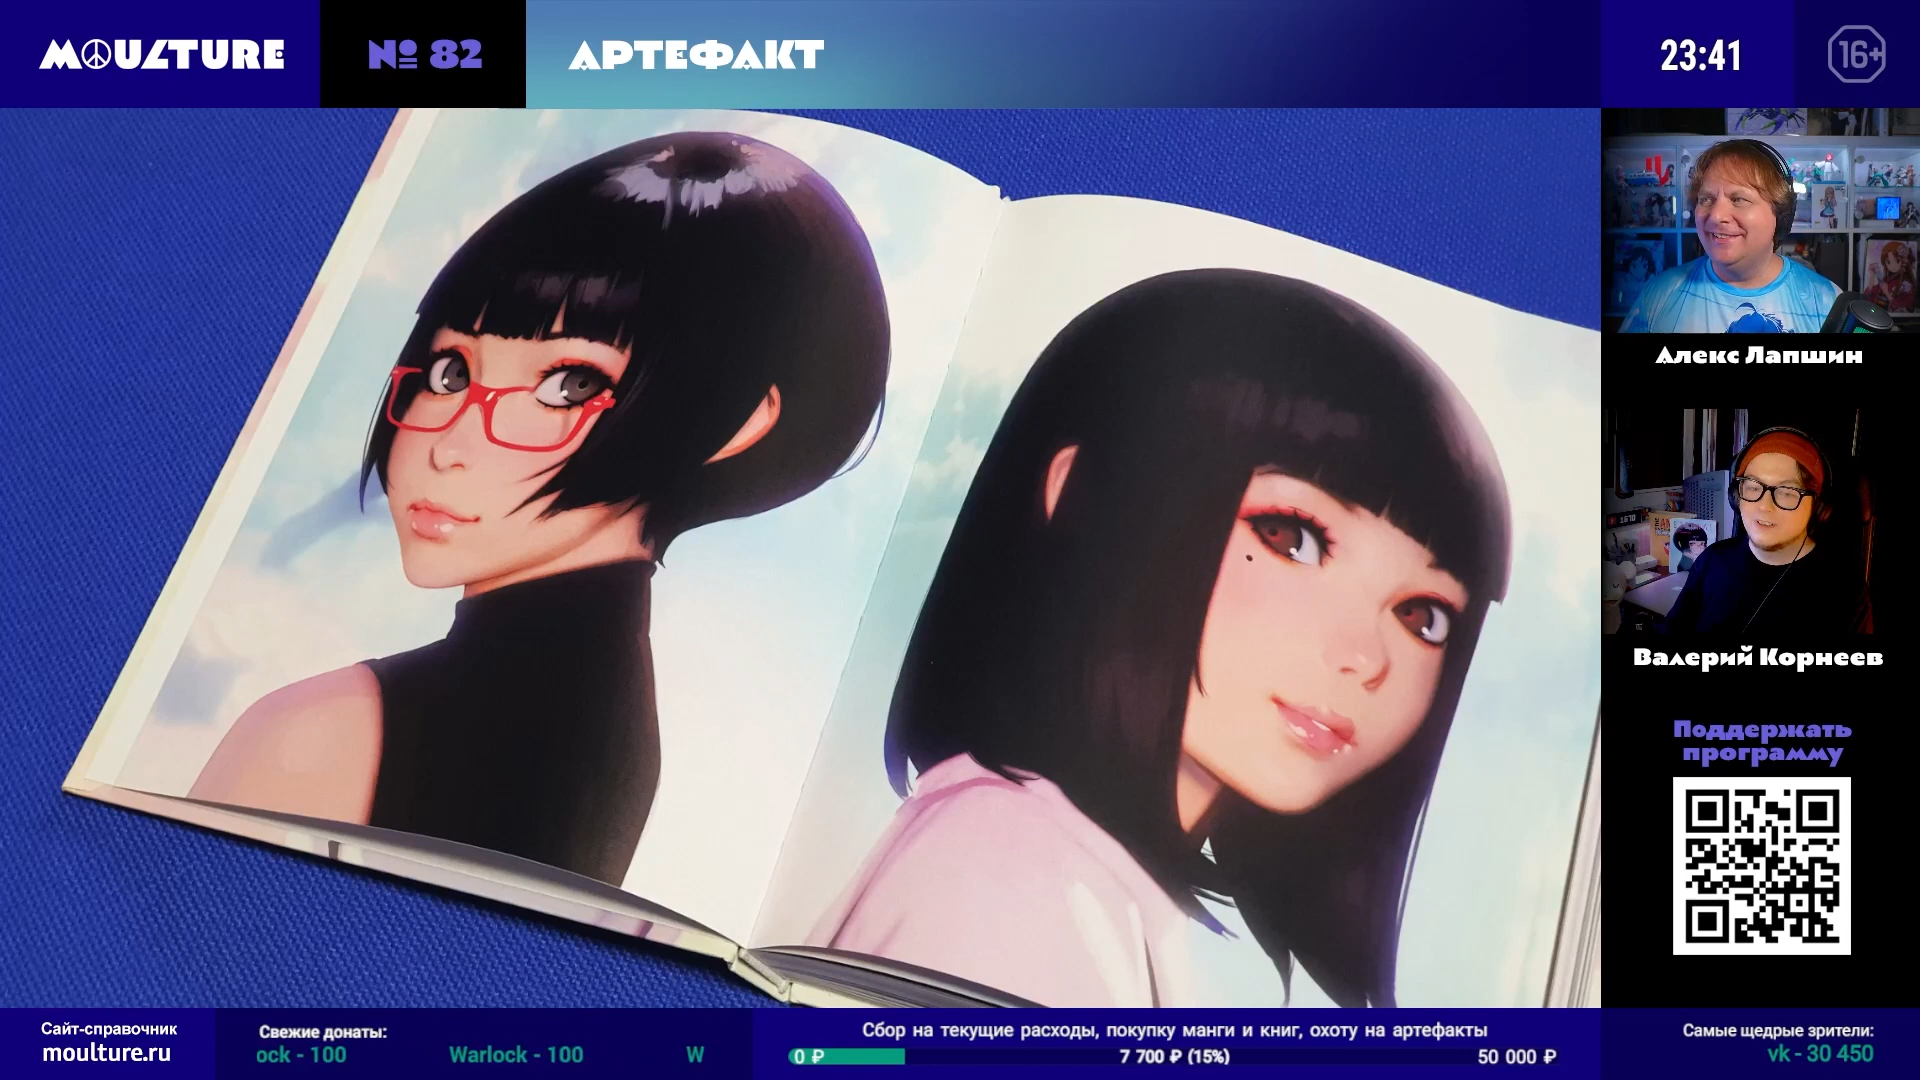 MOULTURE
№ 82
АРТЕФАКТ
23:41
16+
Алекс Лапшин
Валерий Корнеев
Поддержать
программу
Сайт-справочник
moulture.ru
Свежие донаты:
ock - 100
Warlock - 100
W
Сбор на текущие расходы, покупку манги и книг, охоту на артефакты
0 ₽
7 700 ₽ (15%)
50 000 ₽
Самые щедрые зрители:
vk - 30 450